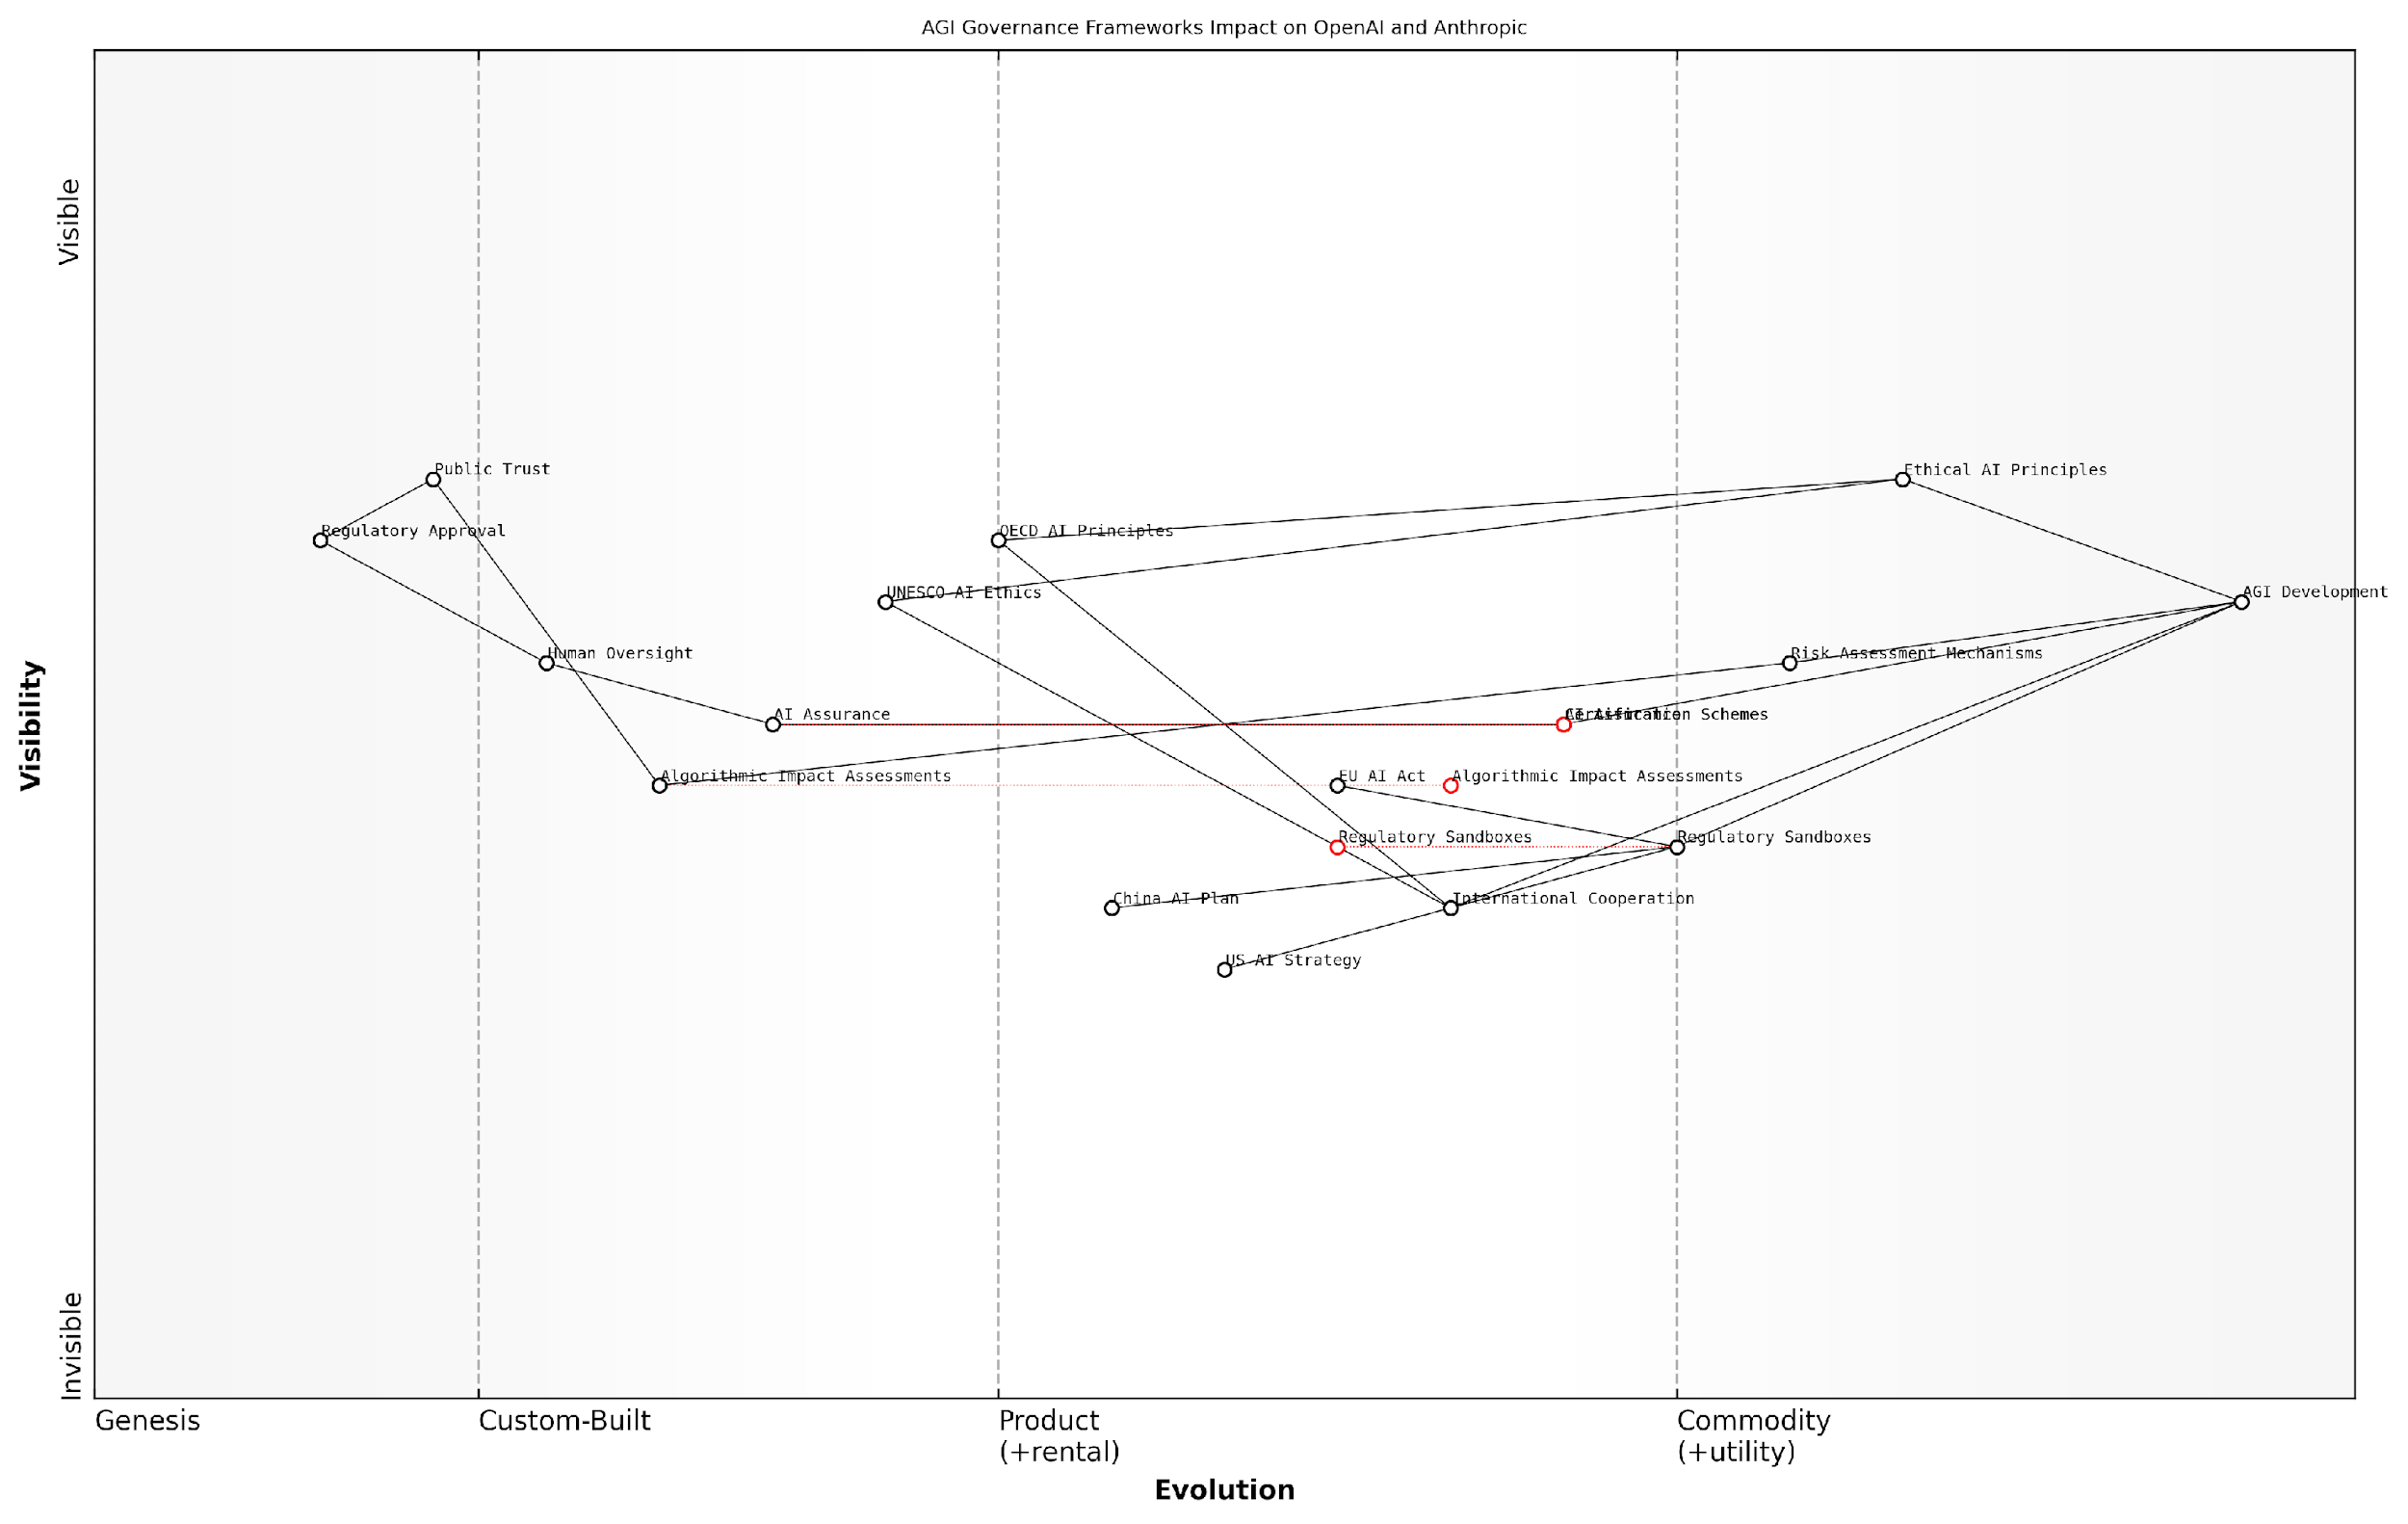 AGI Governance Frameworks Impact on OpenAI and Anthropic
Visible
Public Trust
Ethical AI Principles
Regulatory Approval
OECD AI Principles
UNESCO AI Ethics
AGI Development
Human Oversight
Risk Assessment Mechanisms
AI Assurance
AI Assurance
Certification Schemes
Algorithmic Impact Assessments
EU AI Act
Algorithmic Impact Assessments
Regulatory Sandboxes
Regulatory Sandboxes
China AI Plan
International Cooperation
US AI Strategy
Visibility
Invisible
Genesis
Custom-Built
Product
(+rental)
Commodity
(+utility)
Evolution